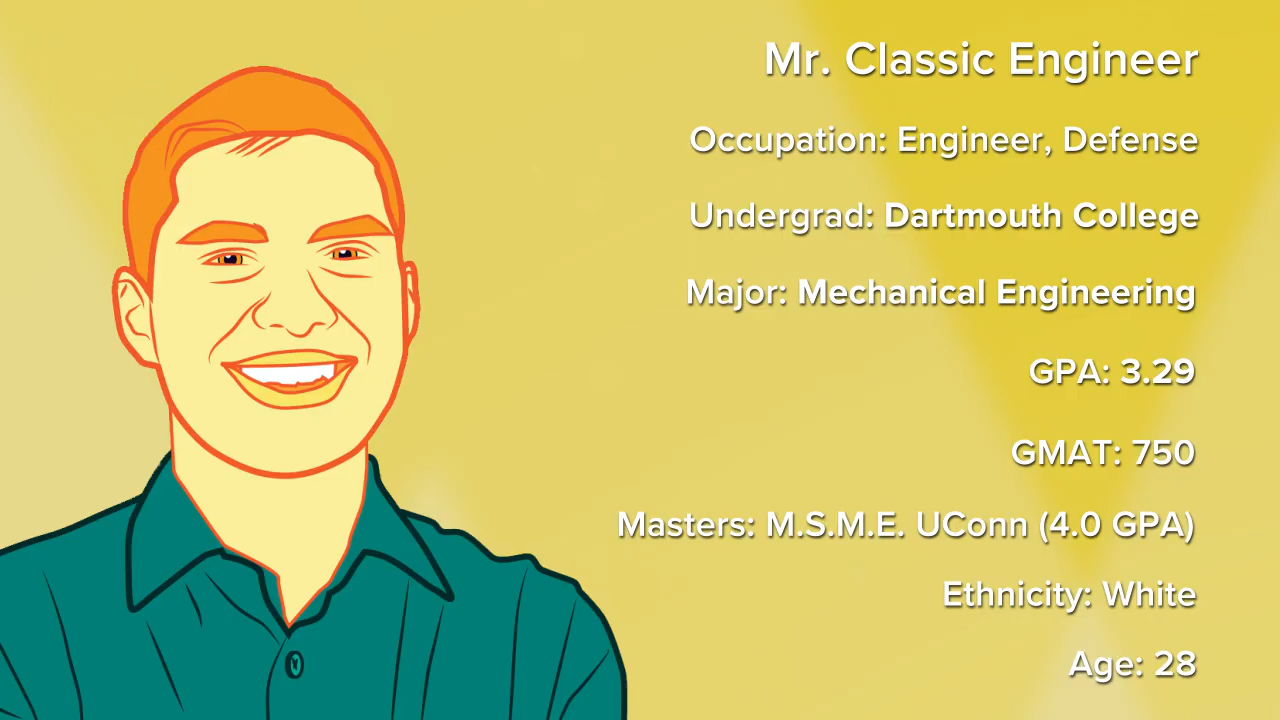 Mr. Classic Engineer
Occupation: Engineer, Defense
Undergrad: Dartmouth College
Major: Mechanical Engineering
GPA: 3.29
GMAT: 750
Masters: M.S.M.E. UConn (4.0 GPA)
Ethnicity: White
Age: 28